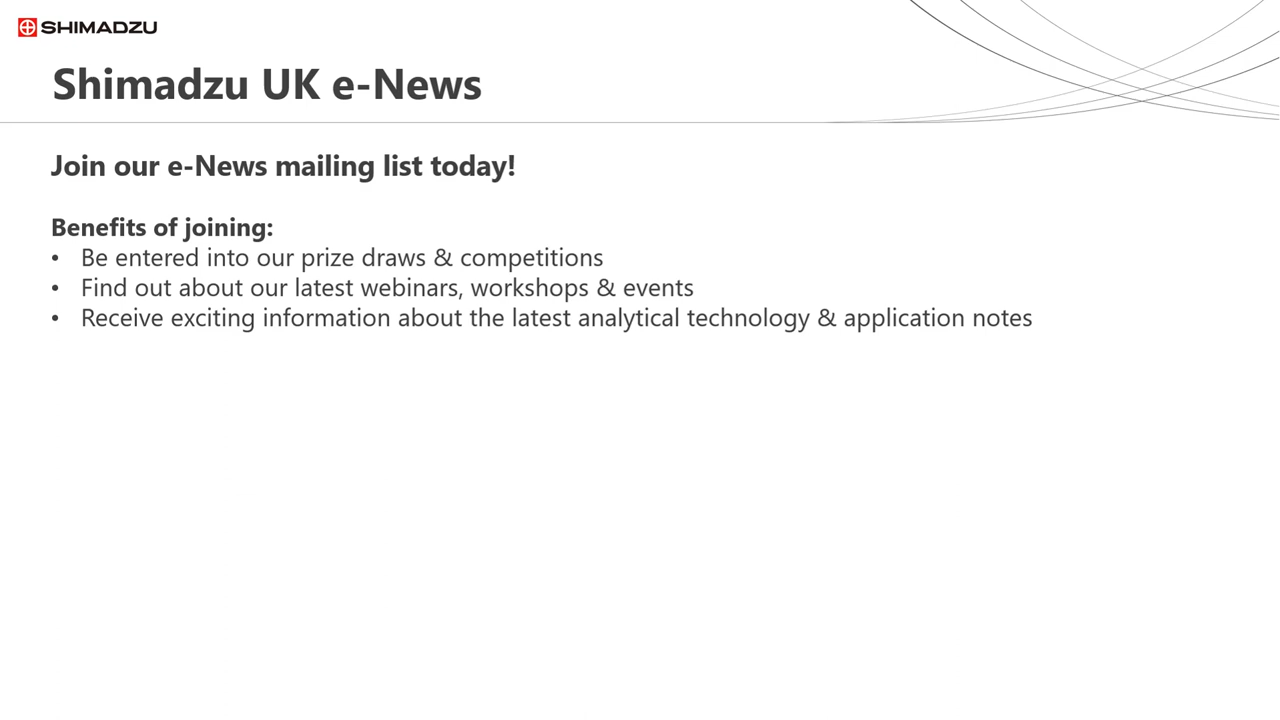 SHIMADZU
Shimadzu UK e-News
Join our e-News mailing list today!
Benefits of joining:
• Be entered into our prize draws & competitions
• Find out about our latest webinars, workshops & events
• Receive exciting information about the latest analytical technology & application notes